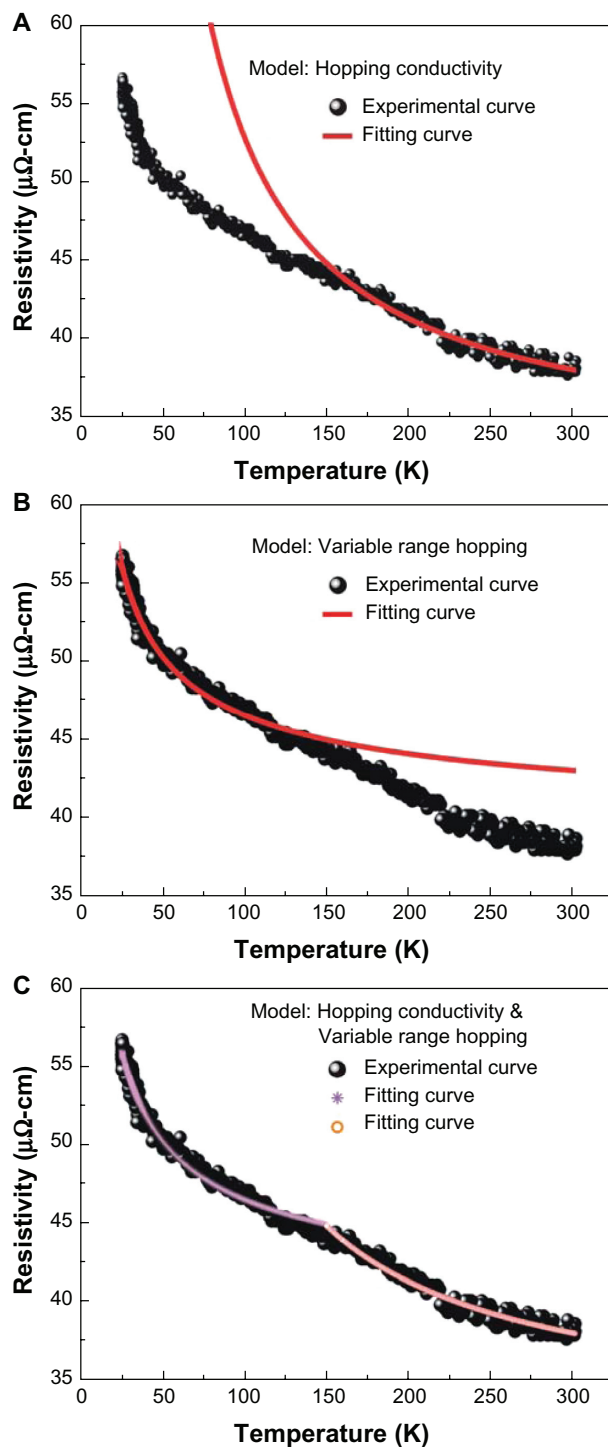 A
60
55
50
45
40
35
Resistivity (µΩ-cm)
Model: Hopping conductivity
Experimental curve
Fitting curve
0 50 100 150 200 250 300
Temperature (K)
B
60
55
50
45
40
35
Resistivity (µΩ-cm)
Model: Variable range hopping
Experimental curve
Fitting curve
0 50 100 150 200 250 300
Temperature (K)
C
60
55
50
45
40
35
Resistivity (µΩ-cm)
Model: Hopping conductivity &
Variable range hopping
Experimental curve
Fitting curve
Fitting curve
0 50 100 150 200 250 300
Temperature (K)